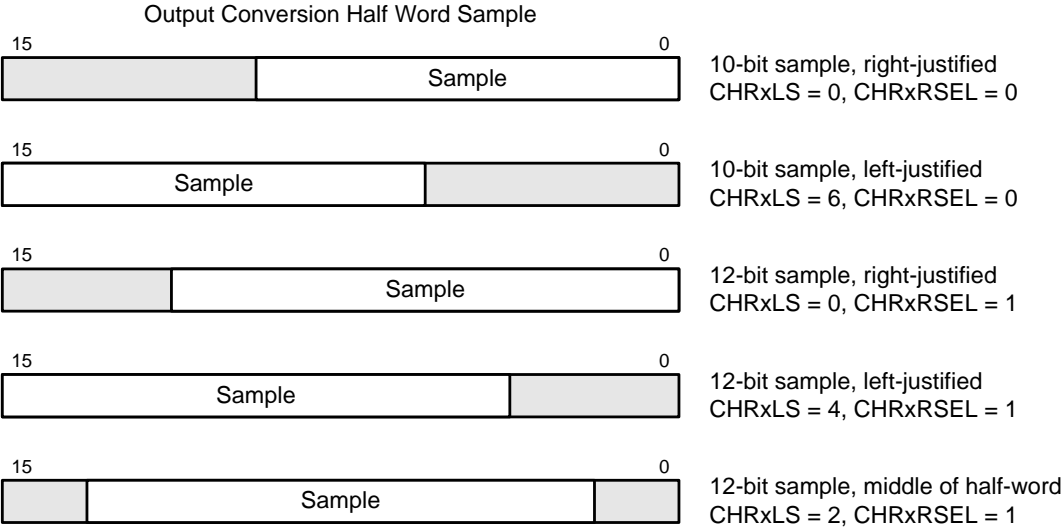 Output Conversion Half Word Sample
15 0
Sample
10-bit sample, right-justified
CHRxLS = 0, CHRxRSEL = 0
15 0
Sample
10-bit sample, left-justified
CHRxLS = 6, CHRxRSEL = 0
15 0
Sample
12-bit sample, right-justified
CHRxLS = 0, CHRxRSEL = 1
15 0
Sample
12-bit sample, left-justified
CHRxLS = 4, CHRxRSEL = 1
15 0
Sample
12-bit sample, middle of half-word
CHRxLS = 2, CHRxRSEL = 1